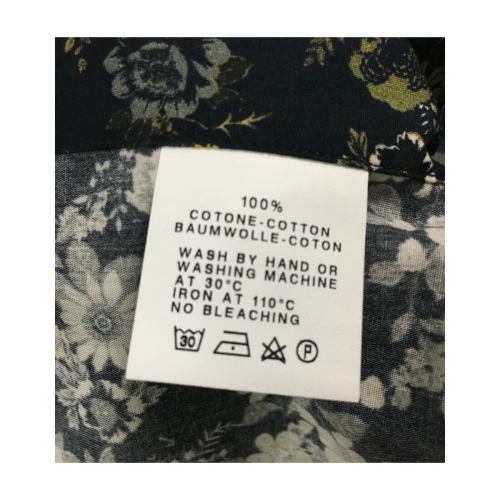 100%
COTONE-COTTON
BAUMWOLLE-COTON
WASH BY HAND OR
WASHING MACHINE
AT 30°C
IRON AT 110°C
NO BLEACHING
30 P